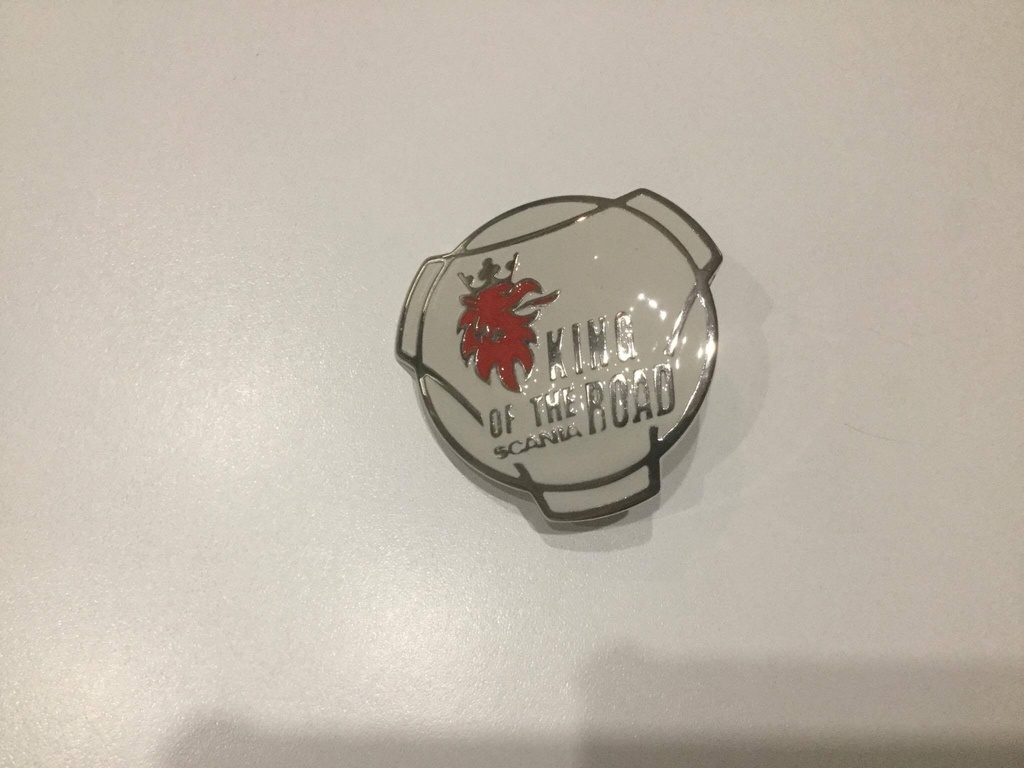 KING
OF THE ROAD
SCANIA